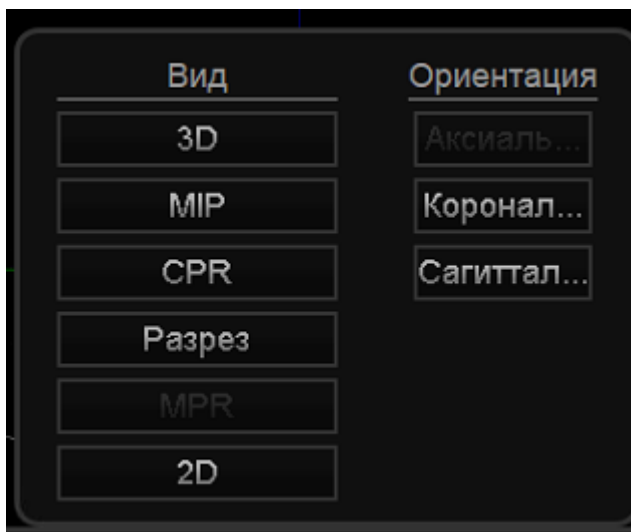 Вид
3D
MIP
CPR
Разрез
MPR
2D
Ориентация
Аксиаль...
Коронал...
Сагиттал...